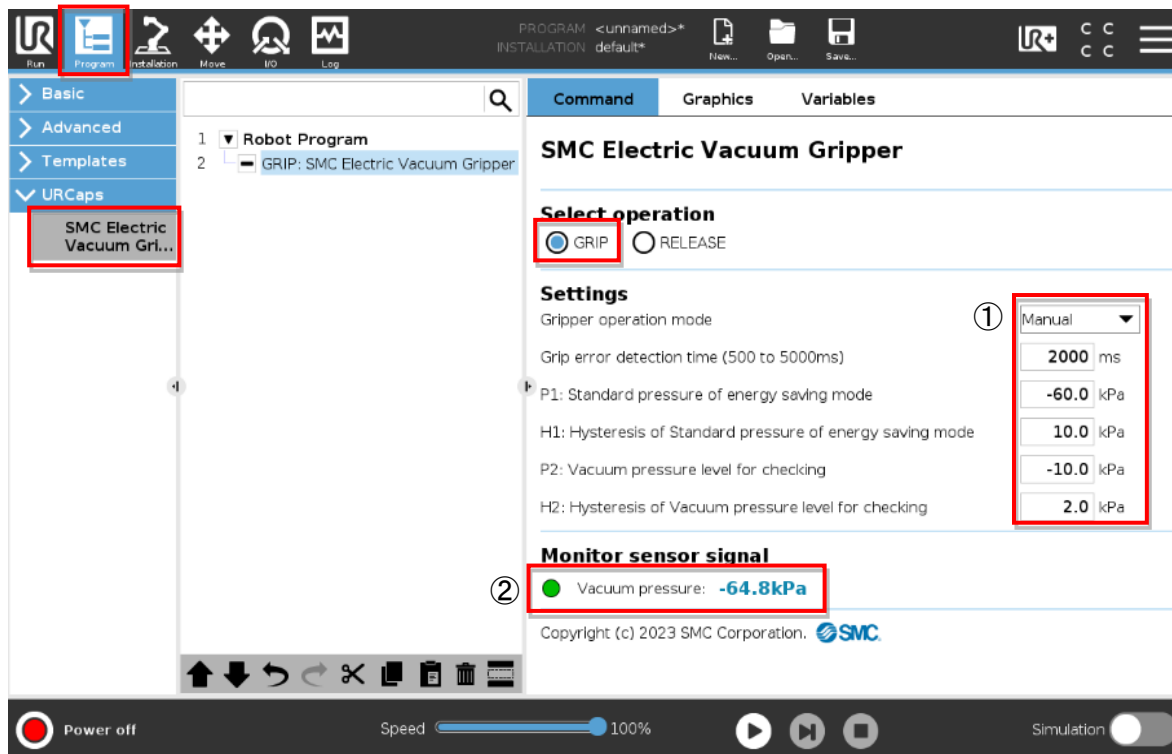 UR
Run
Program
Installation
Move
I/O
Log
PROGRAM <unnamed>*
INSTALLATION default*
New...
Open...
Save...
UR+
C C
C C
Basic
Advanced
Templates
URCaps
SMC Electric
Vacuum Gri...
1 Robot Program
2 GRIP: SMC Electric Vacuum Gripper
Command Graphics Variables
SMC Electric Vacuum Gripper
Select operation
GRIP RELEASE
Settings
Gripper operation mode ① Manual
Grip error detection time (500 to 5000ms) 2000 ms
P1: Standard pressure of energy saving mode -60.0 kPa
H1: Hysteresis of Standard pressure of energy saving mode 10.0 kPa
P2: Vacuum pressure level for checking -10.0 kPa
H2: Hysteresis of Vacuum pressure level for checking 2.0 kPa
Monitor sensor signal
② Vacuum pressure: -64.8kPa
Copyright (c) 2023 SMC Corporation. SMC.
Power off
Speed 100%
Simulation